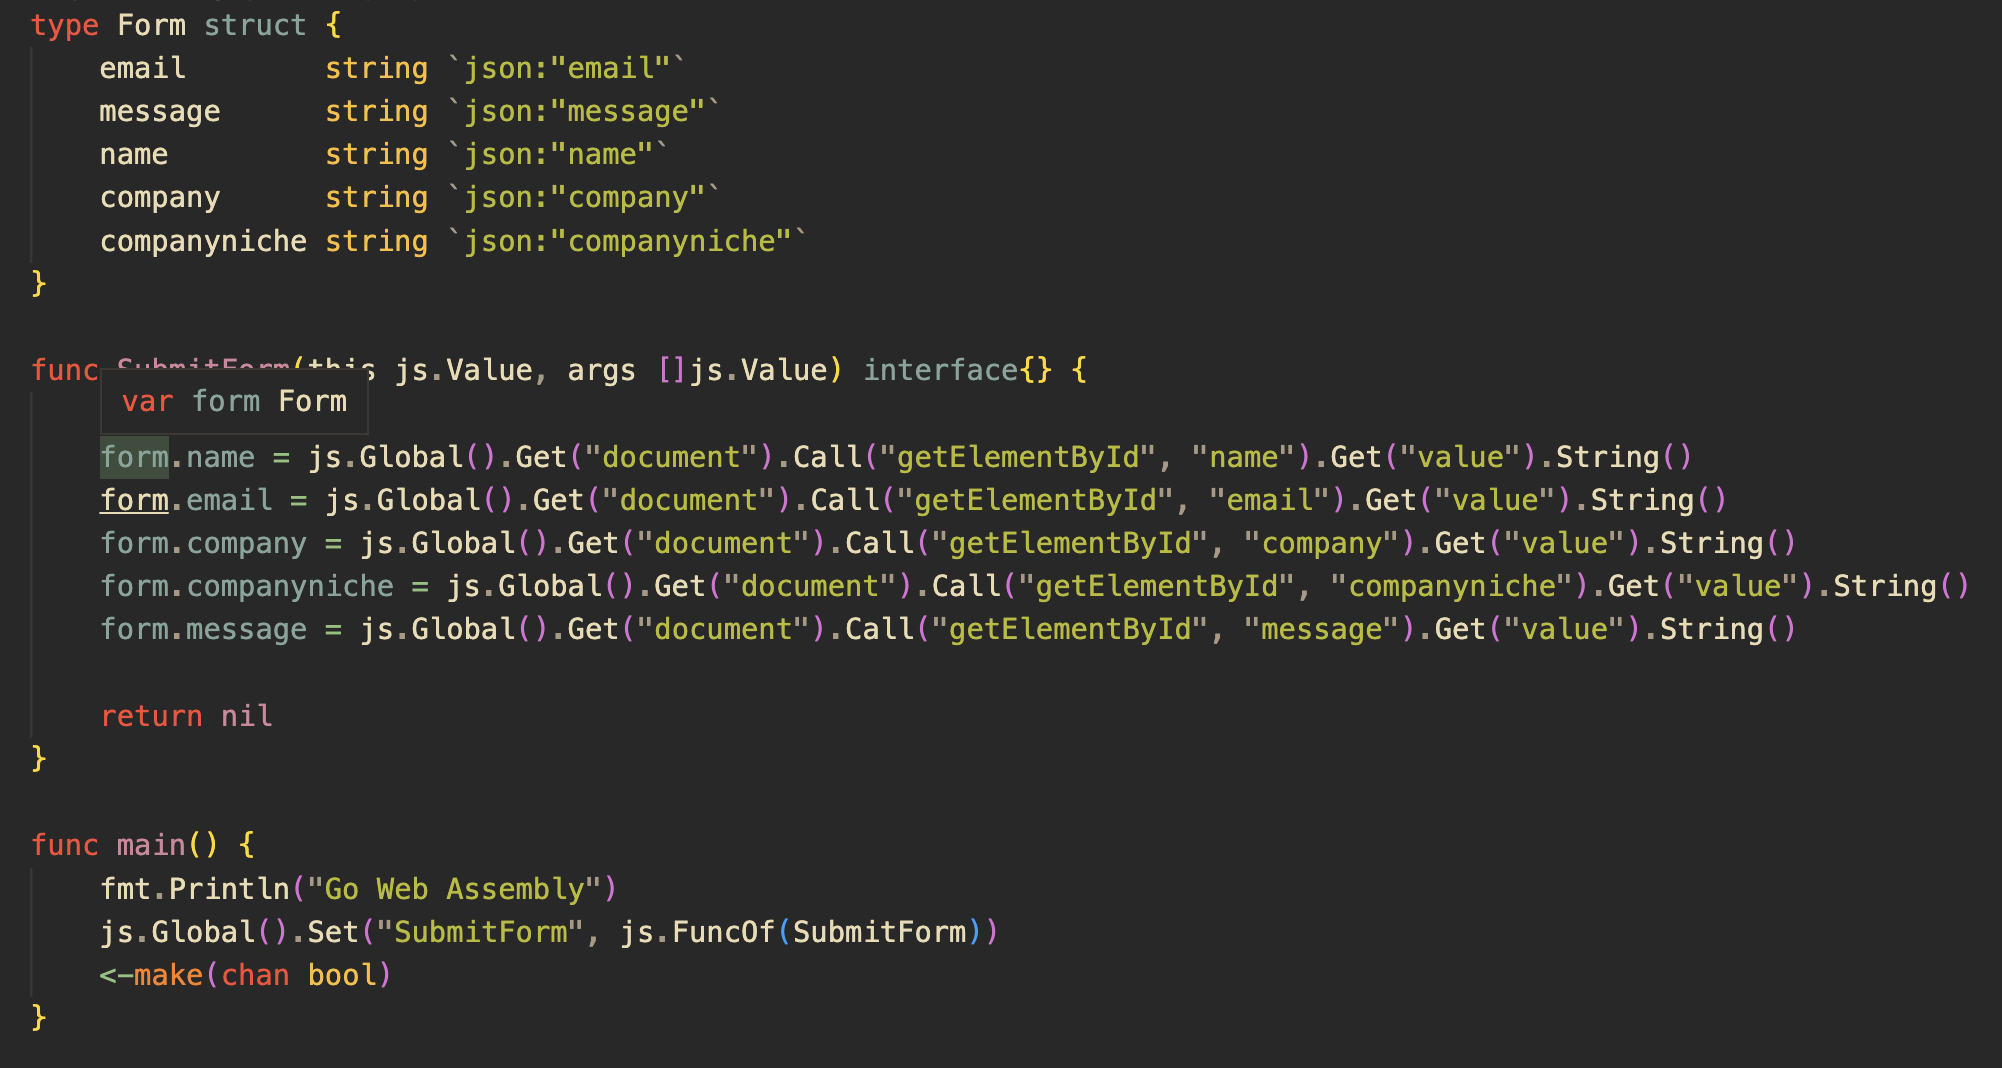 type Form struct {
    email        string `json:"email"`
    message      string `json:"message"`
    name         string `json:"name"`
    company      string `json:"company"`
    companyniche string `json:"companyniche"`
}
func SubmitForm(this js.Value, args []js.Value) interface{} {
var form Form
    form.name = js.Global().Get("document").Call("getElementById", "name").Get("value").String()
    form.email = js.Global().Get("document").Call("getElementById", "email").Get("value").String()
    form.company = js.Global().Get("document").Call("getElementById", "company").Get("value").String()
    form.companyniche = js.Global().Get("document").Call("getElementById", "companyniche").Get("value").String()
    form.message = js.Global().Get("document").Call("getElementById", "message").Get("value").String()
    return nil
}
func main() {
    fmt.Println("Go Web Assembly")
    js.Global().Set("SubmitForm", js.FuncOf(SubmitForm))
    <-make(chan bool)
}